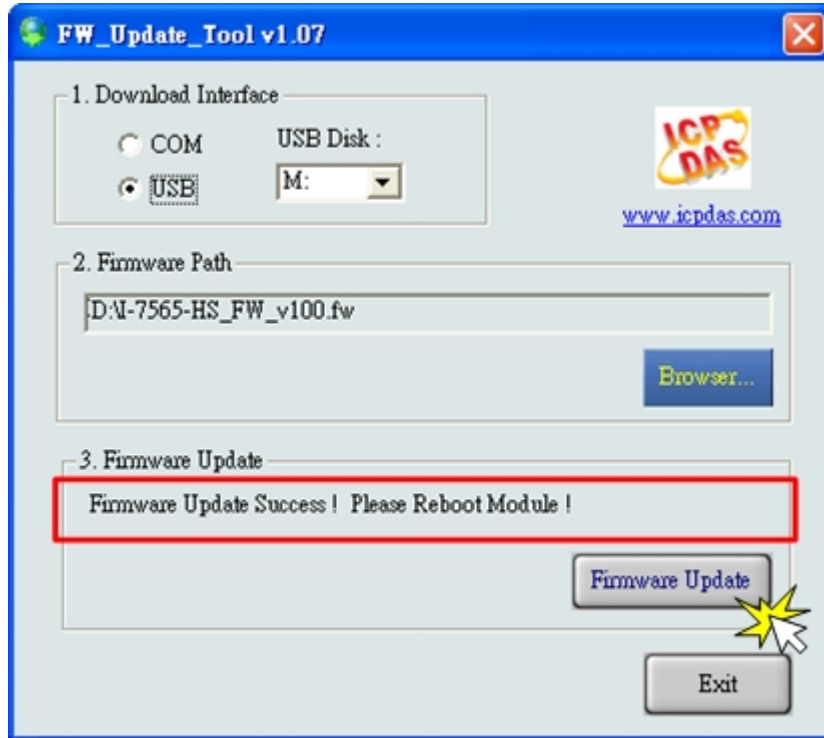 FW_Update_Tool v1.07
1. Download Interface
COM
USB Disk :
USB
M:
ICP
DAS
www.icpdas.com
2. Firmware Path
D:\I-7565-HS_FW_v100.fw
Browser...
3. Firmware Update
Firmware Update Success ! Please Reboot Module !
Firmware Update
Exit